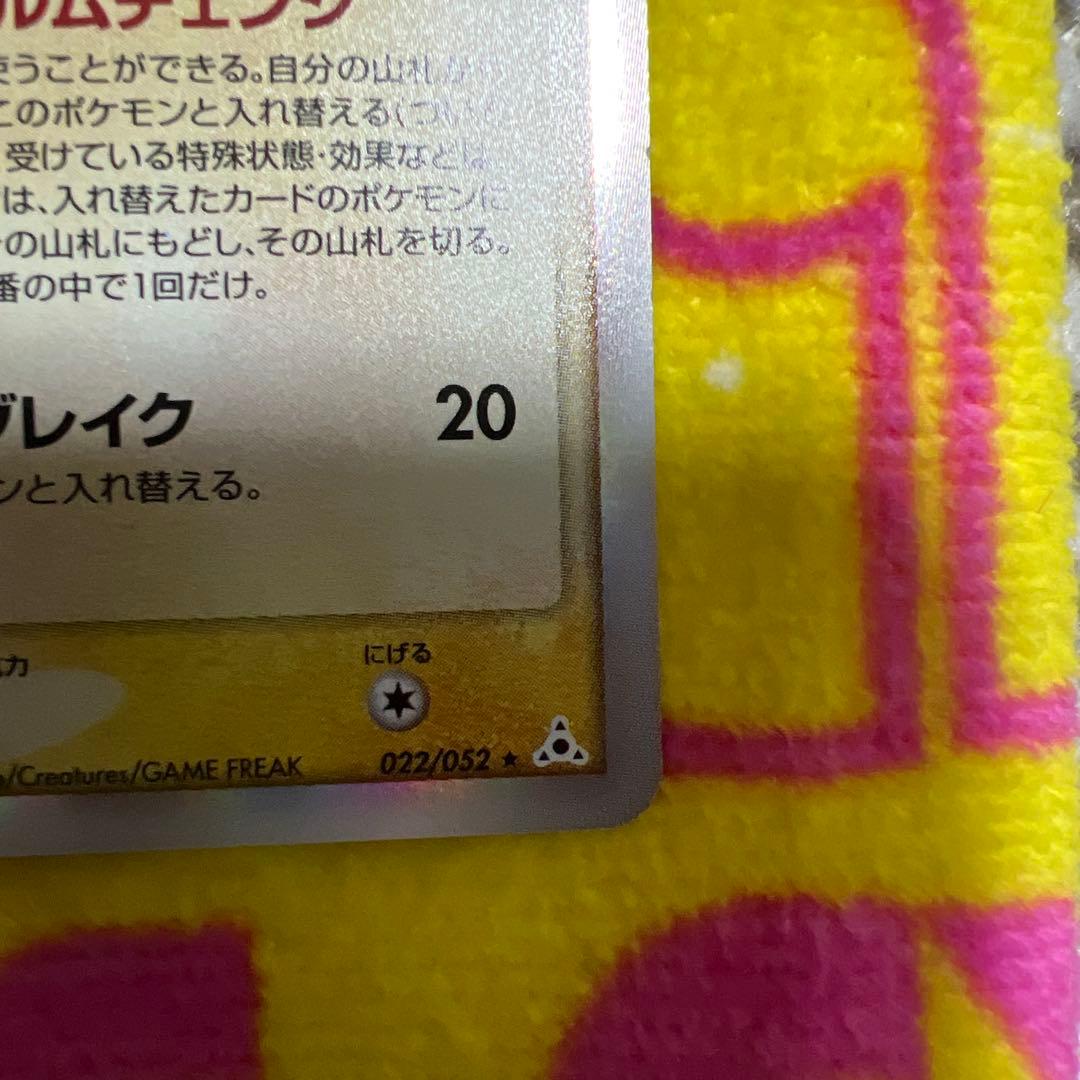 ルムチェンジ
使うことができる。自分の山札か
このポケモンと入れ替える(つい
受けている特殊状態・効果などは、
は、入れ替えたカードのポケモンに
の山札にもどし、その山札を切る。
番の中で1回だけ。
ブレイク 20
ンと入れ替える。
力 にげる
/Creatures/GAME FREAK 022/052 ★